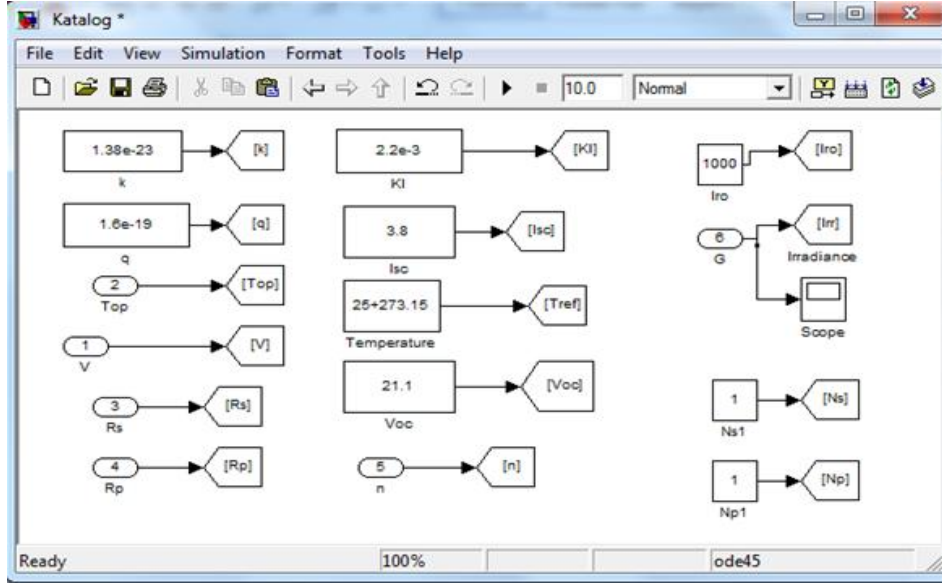 Katalog *
File Edit View Simulation Format Tools Help
10.0 Normal
1.38e-23
k
[k]
1.6e-19
q
[q]
2
Top
[Top]
1
V
[V]
3
Rs
[Rs]
4
Rp
[Rp]
2.2e-3
KI
[KI]
3.8
Isc
[Isc]
25+273.15
Temperature
[Tref]
21.1
Voc
[Voc]
5
n
[n]
1000
Iro
[Iro]
6
G
[Irr]
Irradiance
Scope
1
Ns1
[Ns]
1
Np1
[Np]
Ready 100% ode45